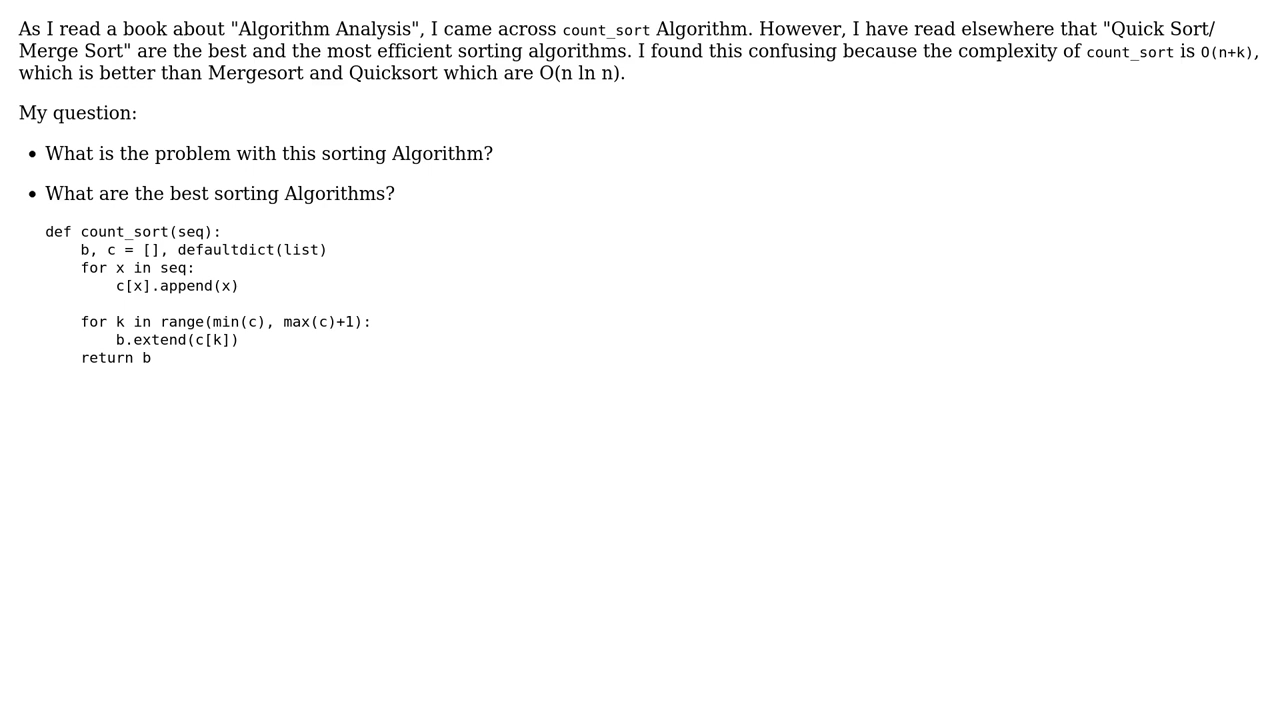 As I read a book about "Algorithm Analysis", I came across count_sort Algorithm. However, I have read elsewhere that "Quick Sort/
Merge Sort" are the best and the most efficient sorting algorithms. I found this confusing because the complexity of count_sort is O(n+k),
which is better than Mergesort and Quicksort which are O(n ln n).
My question:
• What is the problem with this sorting Algorithm?
• What are the best sorting Algorithms?
def count_sort(seq):
    b, c = [], defaultdict(list)
    for x in seq:
        c[x].append(x)
    for k in range(min(c), max(c)+1):
        b.extend(c[k])
    return b